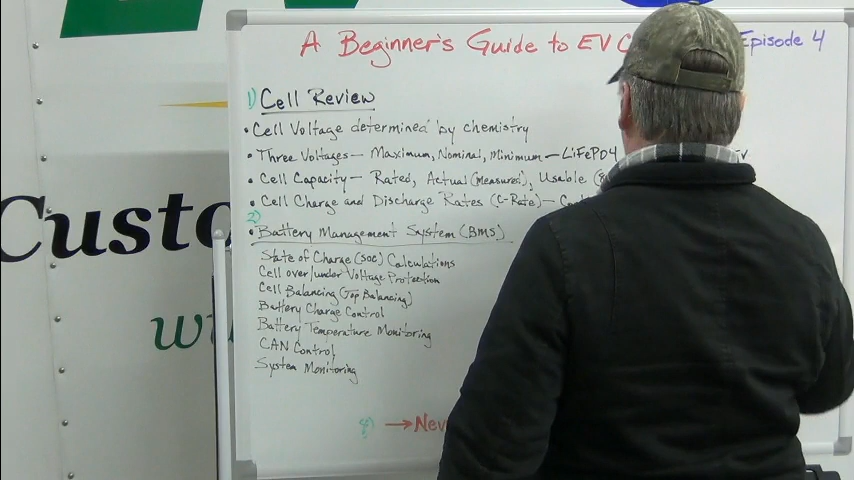 A Beginner's Guide to EV C Episode 4
1) Cell Review
• Cell Voltage determined by chemistry
• Three Voltages — Maximum, Nominal, Minimum — LiFePO4 V
• Cell Capacity — Rated, Actual (Measured), Usable
• Cell Charge and Discharge Rates (C-Rate) —
2)
• Battery Management System (BMS)
State of Charge (SOC) Calculations
Cell over/under Voltage Protection
Cell Balancing (Top Balancing)
Battery Charge Control
Battery Temperature Monitoring
CAN Control
System Monitoring
8) → Nev
Custo
wi